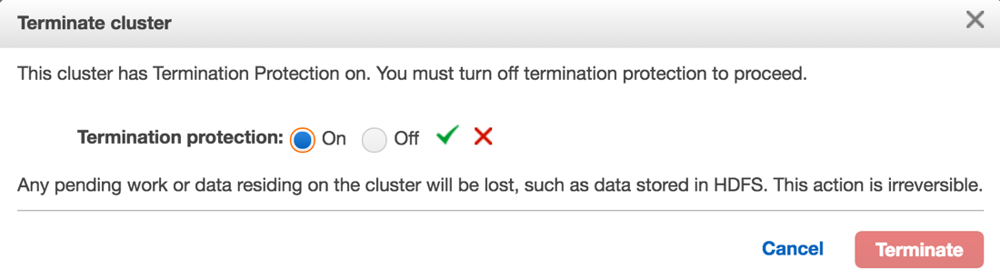 Terminate cluster
This cluster has Termination Protection on. You must turn off termination protection to proceed.
Termination protection: On Off
Any pending work or data residing on the cluster will be lost, such as data stored in HDFS. This action is irreversible.
Cancel Terminate